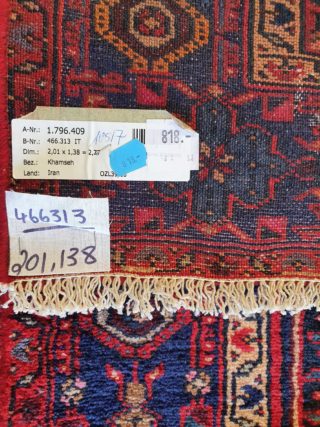 A-Nr.: 1.796.409
B-Nr.: 466.313 IT
Dim.: 2,01 x 1,38 = 2,77
Bez.: Khamseh
Land: Iran
818.-
466313
201,138